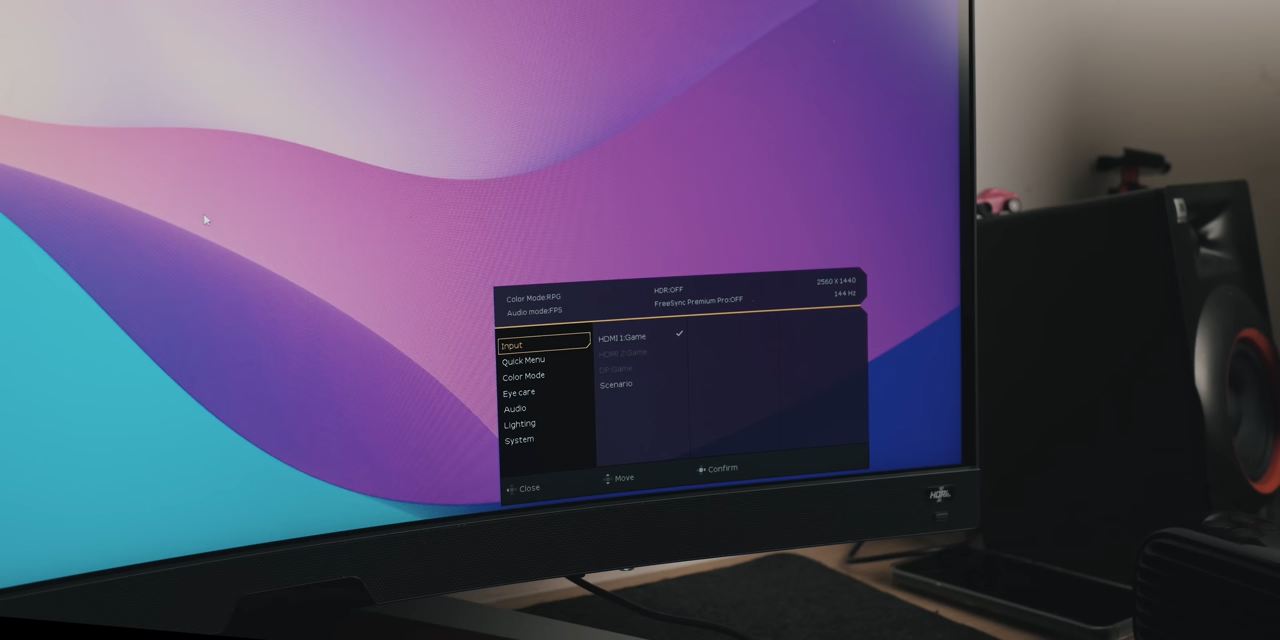 Color Mode:RPG
Audio mode:FPS
HDR:OFF
FreeSync Premium Pro:OFF
2560 X 1440
144 Hz
Input
Quick Menu
Color Mode
Eye care
Audio
Lighting
System
HDMI 1:Game
HDMI 2:Game
DP:Game
Scenario
Close
Move
Confirm